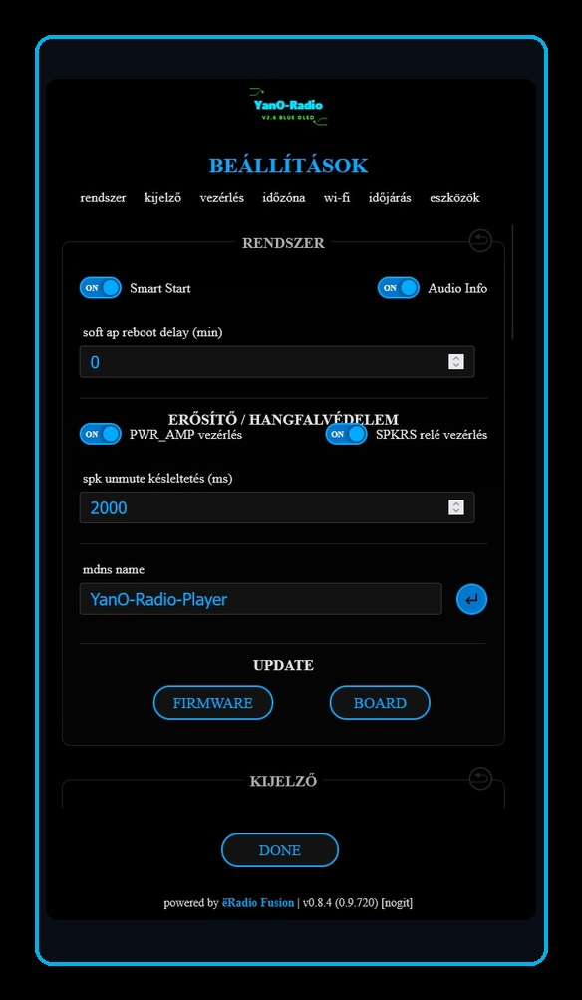 YanO-Radio
V2.6 BLUE OLED
BEÁLLÍTÁSOK
rendszer kijelző vezérlés időzóna wi-fi időjárás eszközök
RENDSZER
ON Smart Start ON Audio Info
soft ap reboot delay (min)
0
ERŐSÍTŐ / HANGFALVÉDELEM
ON PWR_AMP vezérlés ON SPKRS relé vezérlés
spk unmute késleltetés (ms)
2000
mdns name
YanO-Radio-Player
UPDATE
FIRMWARE BOARD
KIJELZŐ
DONE
powered by ëRadio Fusion | v0.8.4 (0.9.720) [nogit]